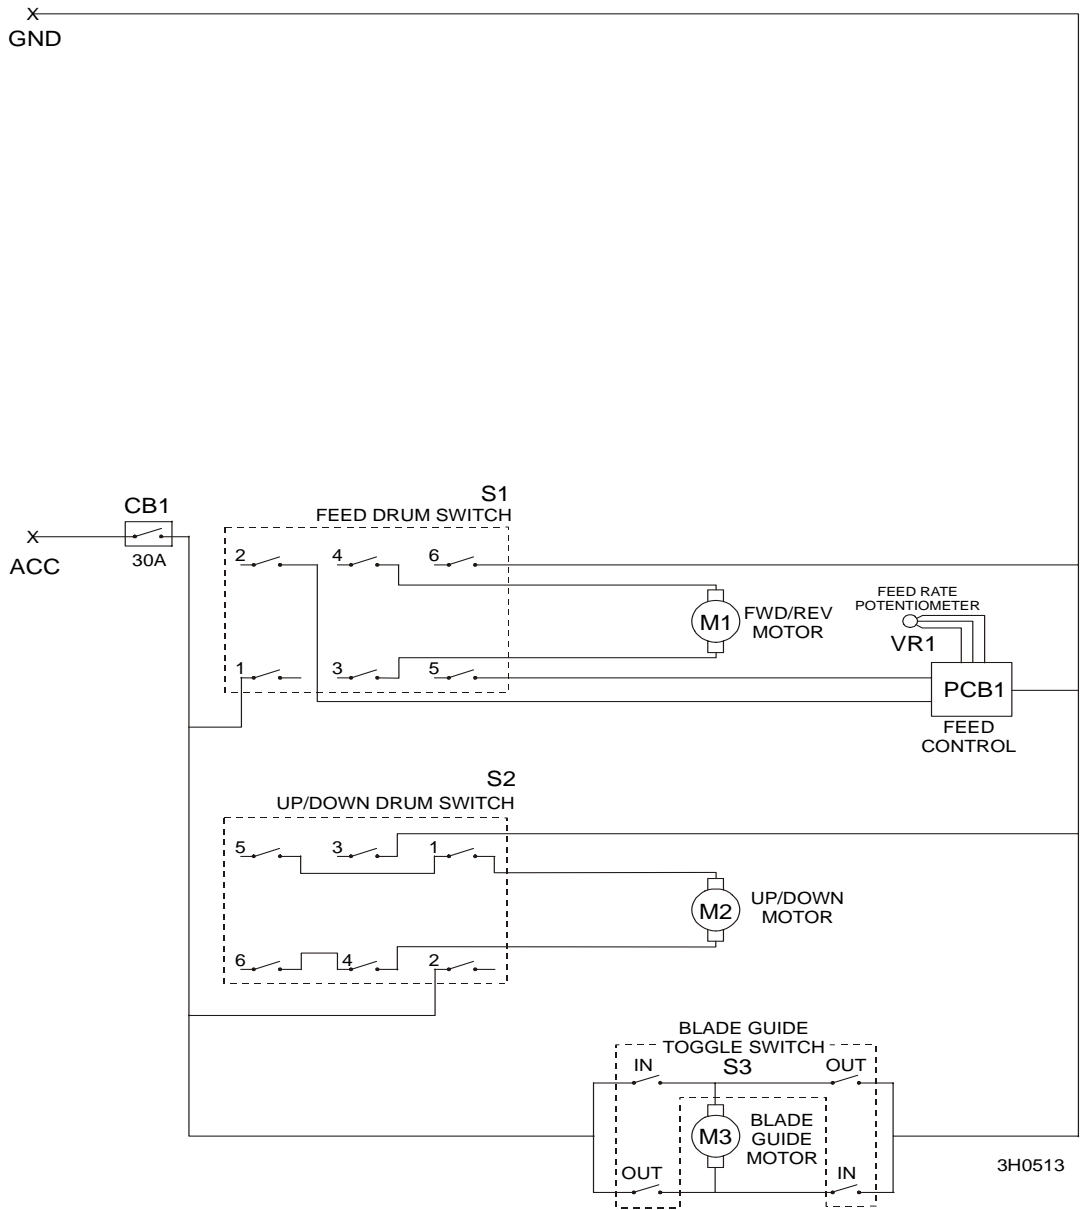 X
GND
S1
CB1
FEED DRUM SWITCH
X
ACC
30A
2
4
6
FEED RATE
POTENTIOMETER
VR1
M1
FWD/REV
MOTOR
1
3
5
PCB1
FEED
CONTROL
S2
UP/DOWN DRUM SWITCH
5
3
1
M2
UP/DOWN
MOTOR
6
4
2
BLADE GUIDE
TOGGLE SWITCH
IN
S3
OUT
M3
BLADE
GUIDE
MOTOR
OUT
IN
3H0513